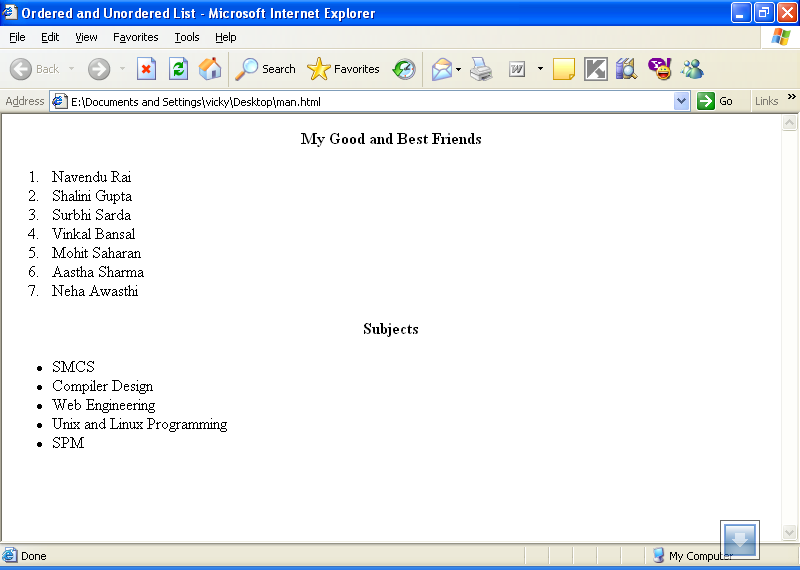 Ordered and Unordered List - Microsoft Internet Explorer
File Edit View Favorites Tools Help
Back Search Favorites
Address E:\Documents and Settings\vicky\Desktop\man.html Go Links »
My Good and Best Friends
1. Navendu Rai
2. Shalini Gupta
3. Surbhi Sarda
4. Vinkal Bansal
5. Mohit Saharan
6. Aastha Sharma
7. Neha Awasthi
Subjects
• SMCS
• Compiler Design
• Web Engineering
• Unix and Linux Programming
• SPM
Done My Computer